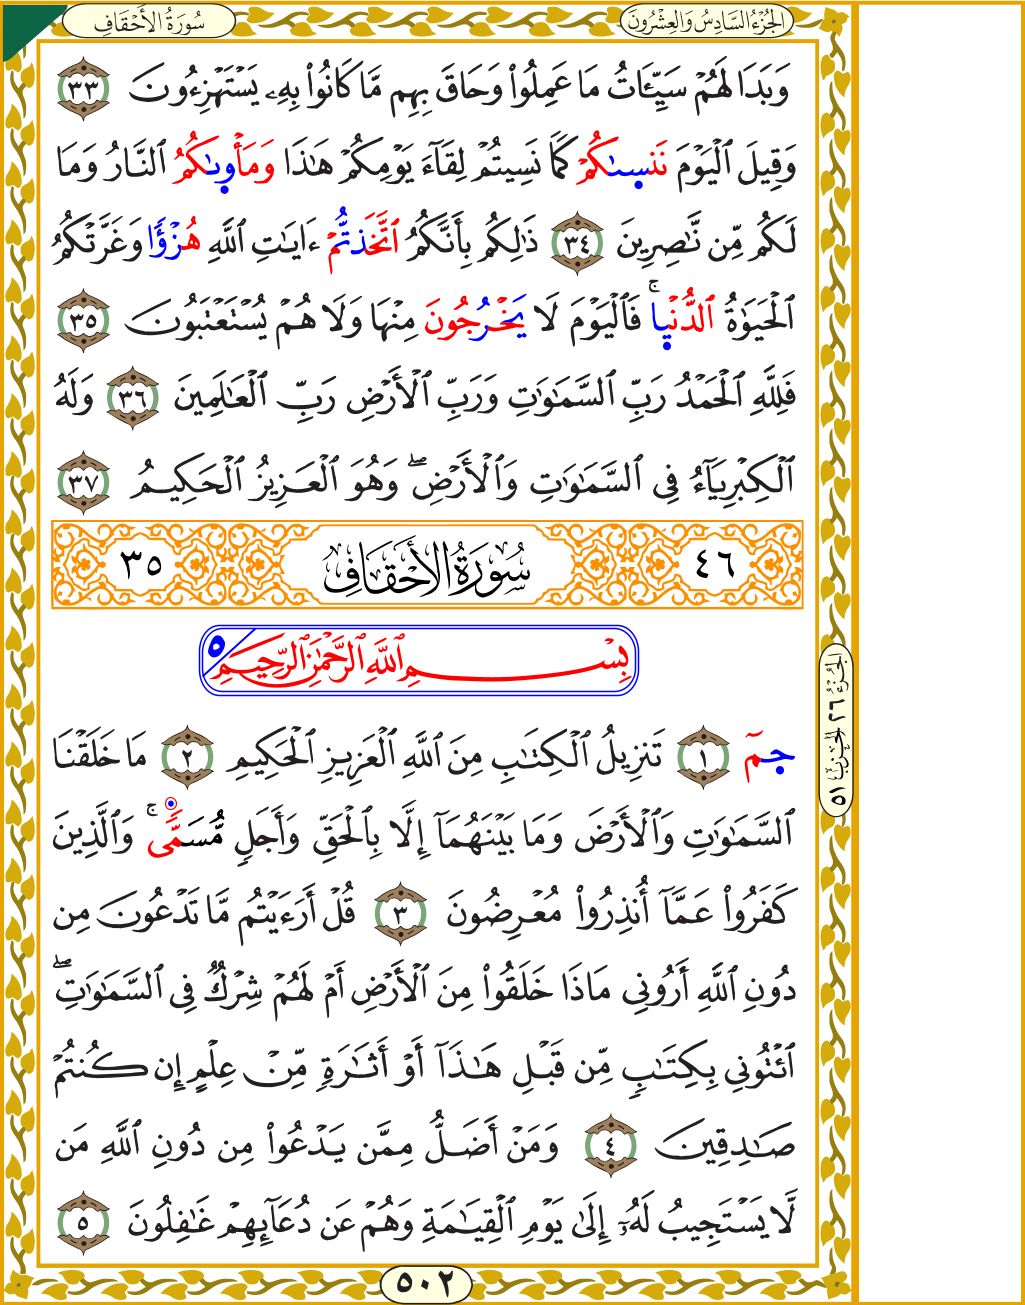 سُورَةُ الأَحْقَافِ
الجُزْءُ السَّادِسُ وَالعِشْرُونَ
وَبَدَا لَهُمْ سَيِّـَٔاتُ مَا عَمِلُواْ وَحَاقَ بِهِم مَّا كَانُواْ بِهِۦ يَسْتَهْزِءُونَ ٣٣
وَقِيلَ ٱلْيَوْمَ نَنسىٰكُمْ كَمَا نَسِيتُمْ لِقَآءَ يَوْمِكُمْ هَـٰذَا وَمَأْوىٰكُمُ ٱلنَّارُ وَمَا
لَكُم مِّن نَّـٰصِرِينَ ٣٤ ذَٰلِكُم بِأَنَّكُمُ ٱتَّخَذتُّمْ ءَايَـٰتِ ٱللَّهِ هُزْؤًا وَغَرَّتْكُمُ
ٱلْحَيَوٰةُ ٱلدُّنْيا ۚ فَٱلْيَوْمَ لَا يَخْرُجُونَ مِنْهَا وَلَا هُمْ يُسْتَعْتَبُونَ ٣٥
فَلِلَّهِ ٱلْحَمْدُ رَبِّ ٱلسَّمَـٰوَٰتِ وَرَبِّ ٱلْأَرْضِ رَبِّ ٱلْعَـٰلَمِينَ ٣٦ وَلَهُ
ٱلْكِبْرِيَآءُ فِى ٱلسَّمَـٰوَٰتِ وَٱلْأَرْضِ ۖ وَهُوَ ٱلْعَزِيزُ ٱلْحَكِيمُ ٣٧
٤٦ سُورَةُ الأَحْقَافِ ٣٥
بِسْمِ ٱللَّهِ ٱلرَّحْمَـٰنِ ٱلرَّحِيمِ ٥
حمٓ ١ تَنزِيلُ ٱلْكِتَـٰبِ مِنَ ٱللَّهِ ٱلْعَزِيزِ ٱلْحَكِيمِ ٢ مَا خَلَقْنَا
ٱلسَّمَـٰوَٰتِ وَٱلْأَرْضَ وَمَا بَيْنَهُمَآ إِلَّا بِٱلْحَقِّ وَأَجَلٍ مُّسَمًّى ۚ وَٱلَّذِينَ
كَفَرُواْ عَمَّآ أُنذِرُواْ مُعْرِضُونَ ٣ قُلْ أَرَءَيْتُم مَّا تَدْعُونَ مِن
دُونِ ٱللَّهِ أَرُونِى مَاذَا خَلَقُواْ مِنَ ٱلْأَرْضِ أَمْ لَهُمْ شِرْكٌ فِى ٱلسَّمَـٰوَٰتِ ۖ
ٱئْتُونِى بِكِتَـٰبٍ مِّن قَبْلِ هَـٰذَآ أَوْ أَثَـٰرَةٍ مِّنْ عِلْمٍ إِن كُنتُمْ
صَـٰدِقِينَ ٤ وَمَنْ أَضَلُّ مِمَّن يَدْعُواْ مِن دُونِ ٱللَّهِ مَن
لَّا يَسْتَجِيبُ لَهُۥٓ إِلَىٰ يَوْمِ ٱلْقِيَـٰمَةِ وَهُمْ عَن دُعَآئِهِمْ غَـٰفِلُونَ ٥
الجُزْءُ ٢٦ الحِزْبُ ٥١
٥٠٢